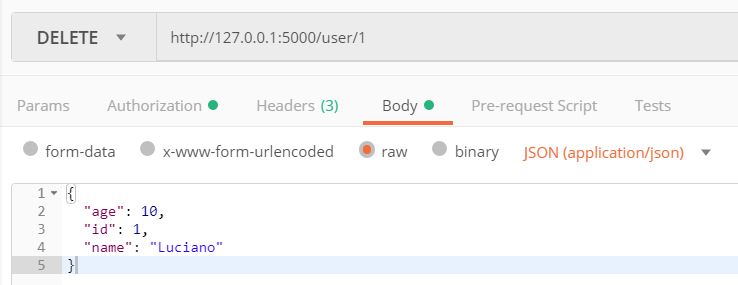 DELETE http://127.0.0.1:5000/user/1
Params Authorization Headers (3) Body Pre-request Script Tests
form-data x-www-form-urlencoded raw binary JSON (application/json)
1 {
2 "age": 10,
3 "id": 1,
4 "name": "Luciano"
5 }